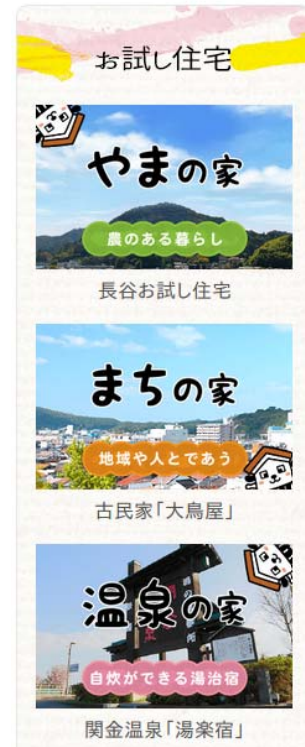 お試し住宅
やまの家
農のある暮らし
長谷お試し住宅
まちの家
地域や人とであう
古民家「大鳥屋」
温泉の家
自炊ができる湯治宿
関金温泉「湯楽宿」